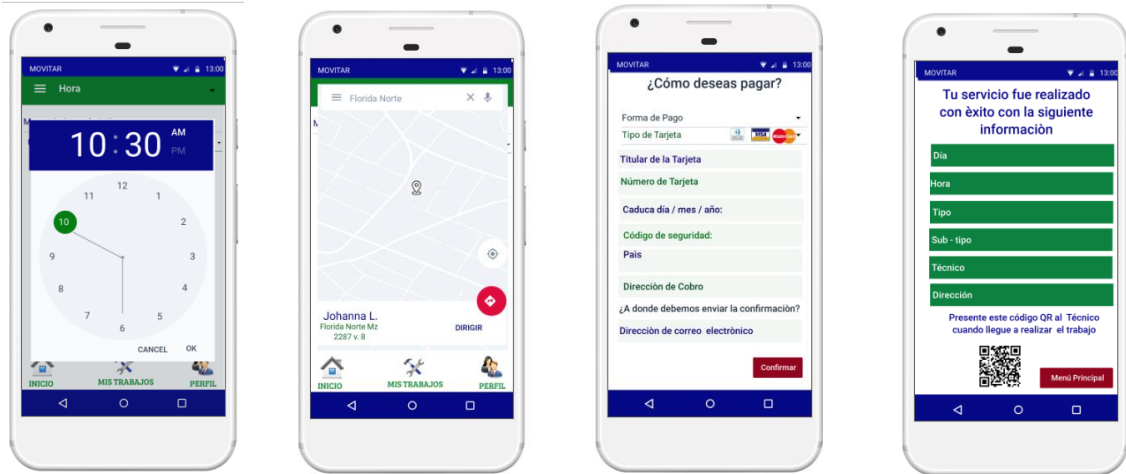 MOVITAR
13:00
Hora
M
10:30
AM
PM
12
11
1
10
2
9
3
8
4
7
5
6
CANCEL
OK
INICIO
MIS TRABAJOS
PERFIL
MOVITAR
13:00
Florida Norte
Johanna L.
Florida Norte Mz
2287 v. 8
DIRIGIR
INICIO
MIS TRABAJOS
PERFIL
MOVITAR
13:00
¿Cómo deseas pagar?
Forma de Pago
Tipo de Tarjeta
VISA
MasterCard
Titular de la Tarjeta
Número de Tarjeta
Caduca día / mes / año:
Código de seguridad:
Paìs
Direcciòn de Cobro
¿A donde debemos enviar la confirmaciòn?
Direcciòn de correo electrònico
Confirmar
MOVITAR
13:00
Tu servicio fue realizado
con èxito con la siguiente
informaciòn
Día
Hora
Tipo
Sub - tipo
Técnico
Dirección
Presente este código QR al Técnico
cuando llegue a realizar el trabajo
Menú Principal